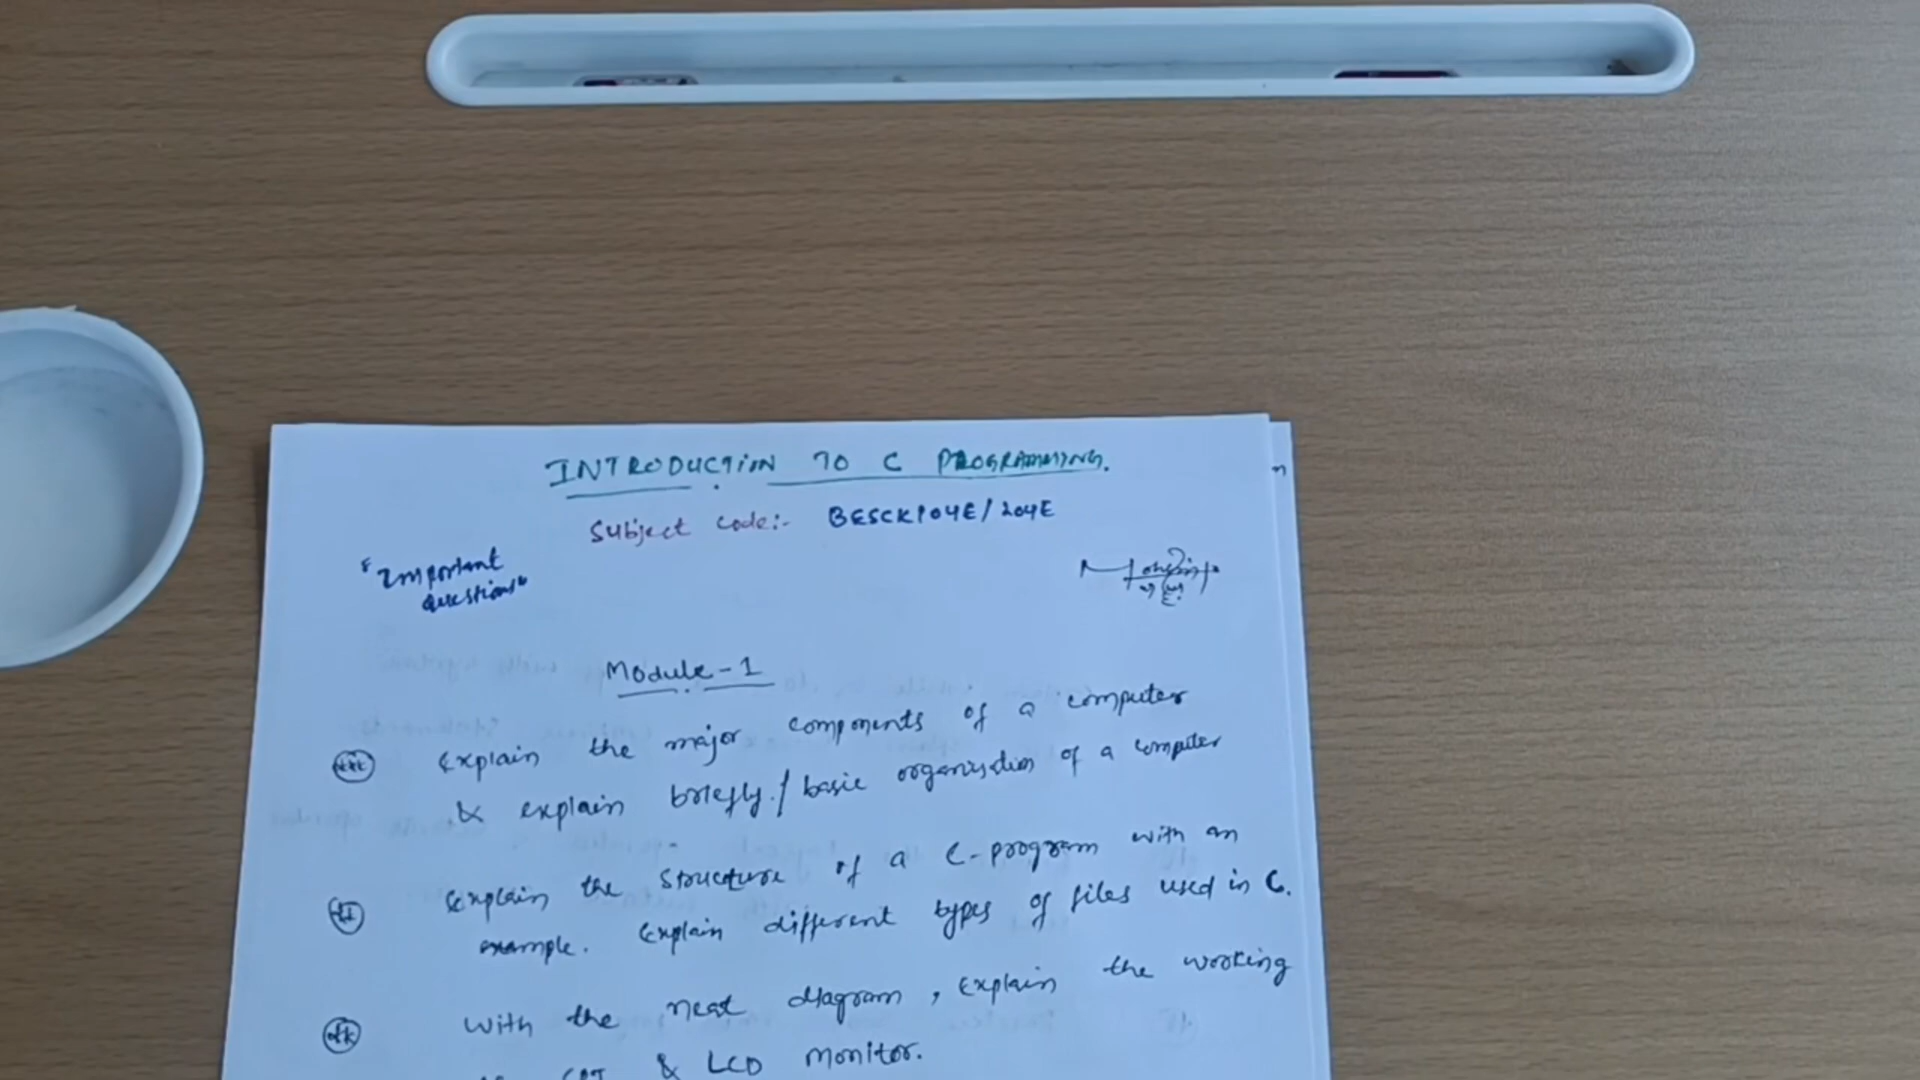 INTRODUCTION TO C PROGRAMMING.
Subject code:- BESCK104E/204E
"Important
questions"
Module-1
Explain the major components of a computer
& explain briefly./basic organisation of a computer
Explain the structure of a C-program with an
example. Explain different types of files used in C.
With the neat diagram, Explain the working
CRT & LCD monitor.